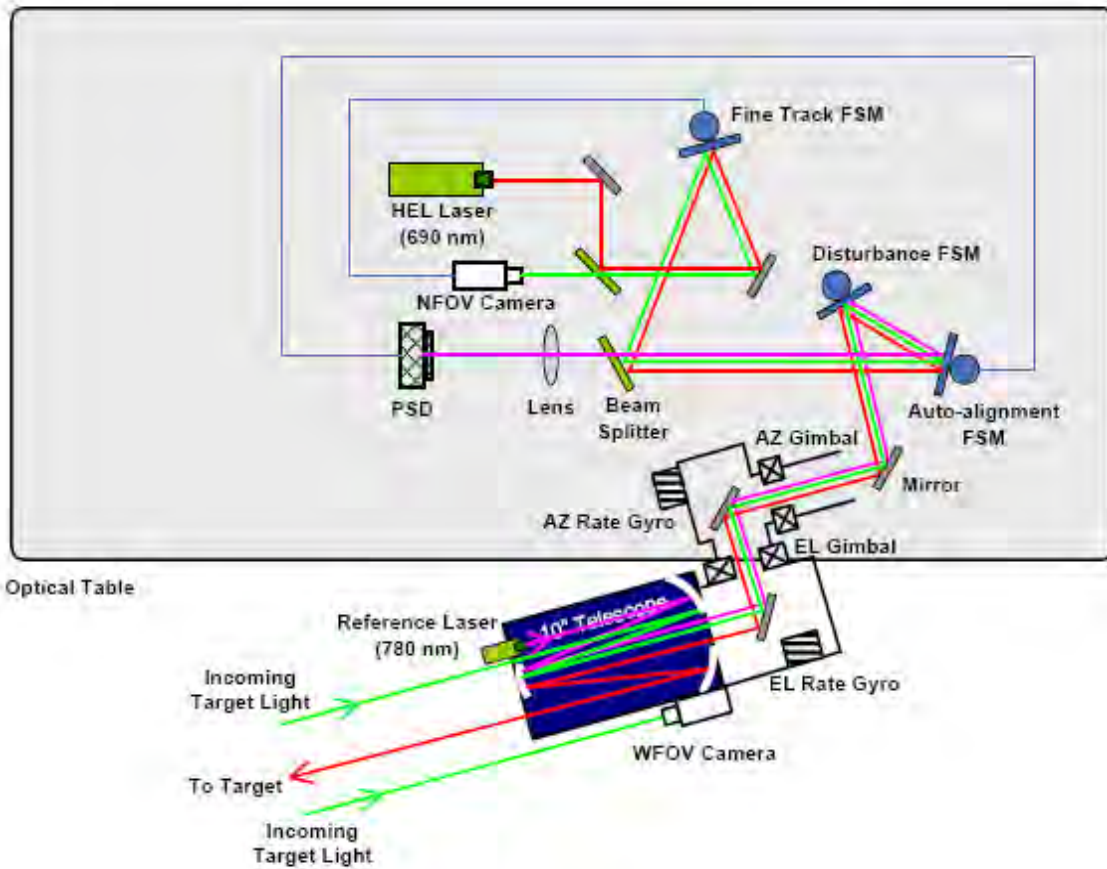 Fine Track FSM
HEL Laser
(690 nm)
Disturbance FSM
NFOV Camera
PSD
Lens
Beam
Splitter
Auto-alignment
FSM
AZ Gimbal
Mirror
AZ Rate Gyro
EL Gimbal
Optical Table
10" Telescope
Reference Laser
(780 nm)
Incoming
Target Light
EL Rate Gyro
WFOV Camera
To Target
Incoming
Target Light